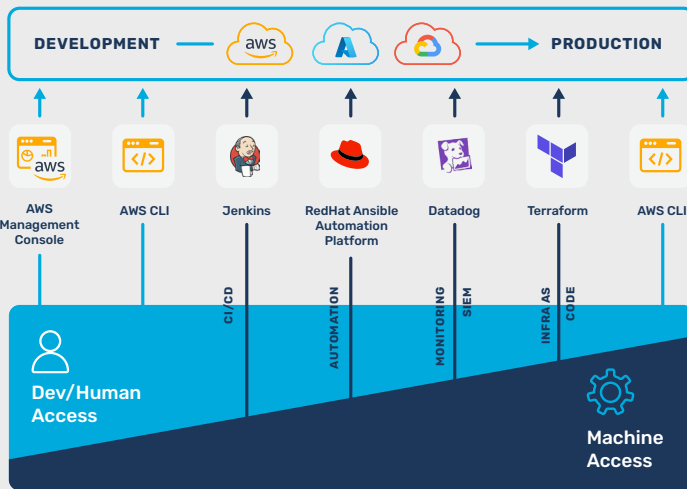 DEVELOPMENT
aws
PRODUCTION
aws
AWS
Management
Console
AWS CLI
Jenkins
RedHat Ansible
Automation
Platform
Datadog
Terraform
AWS CLI
CI/CD
AUTOMATION
MONITORING
SIEM
INFRA AS
CODE
Dev/Human
Access
Machine
Access